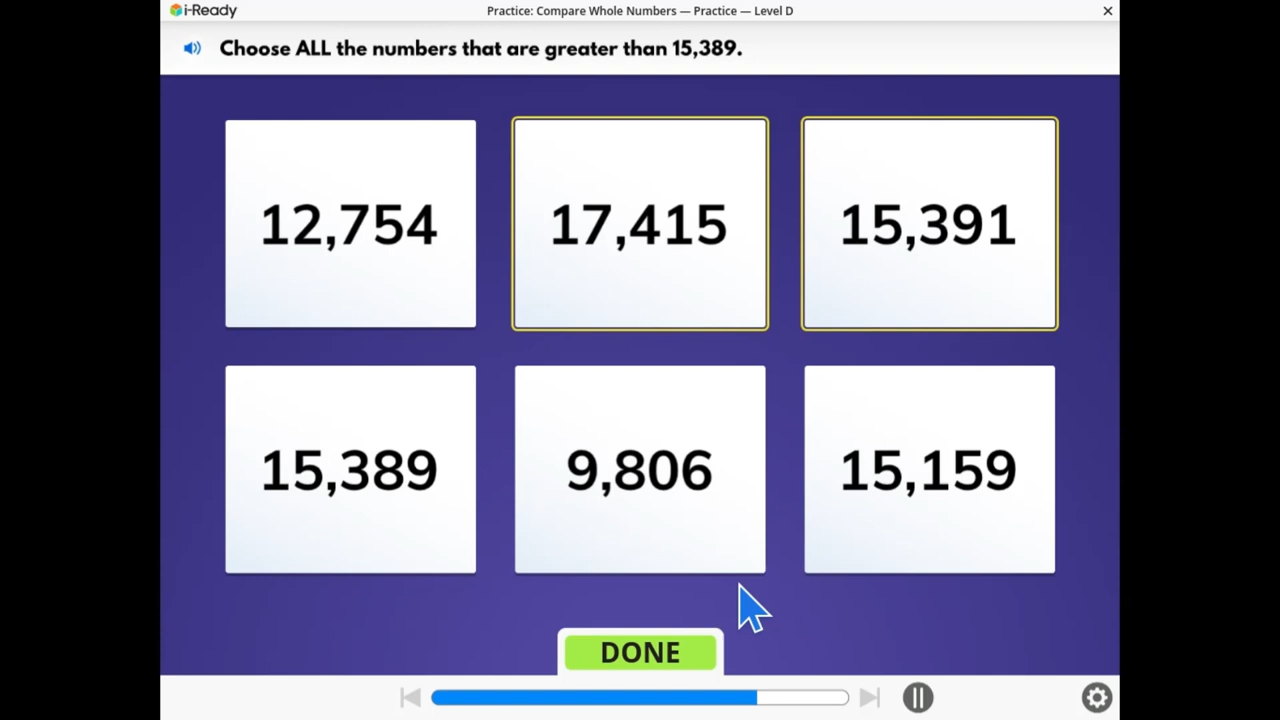 i-Ready
Practice: Compare Whole Numbers — Practice — Level D
Choose ALL the numbers that are greater than 15,389.
12,754
17,415
15,391
15,389
9,806
15,159
DONE